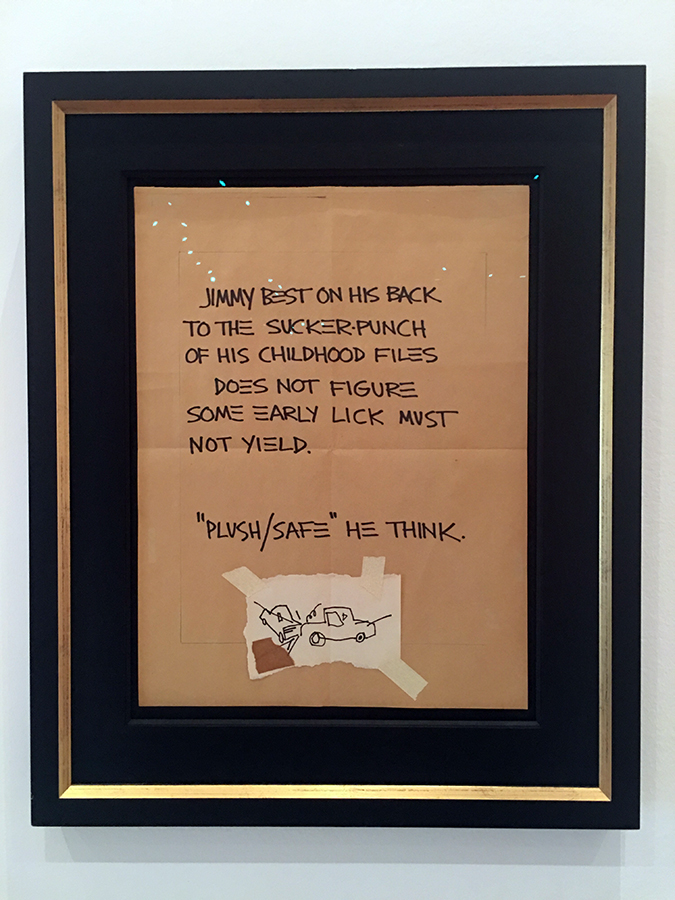 JIMMY BEST ON HIS BACK
TO THE SUCKER-PUNCH
OF HIS CHILDHOOD FILES
DOES NOT FIGURE
SOME EARLY LICK MUST
NOT YIELD.
"PLUSH/SAFE" HE THINK.